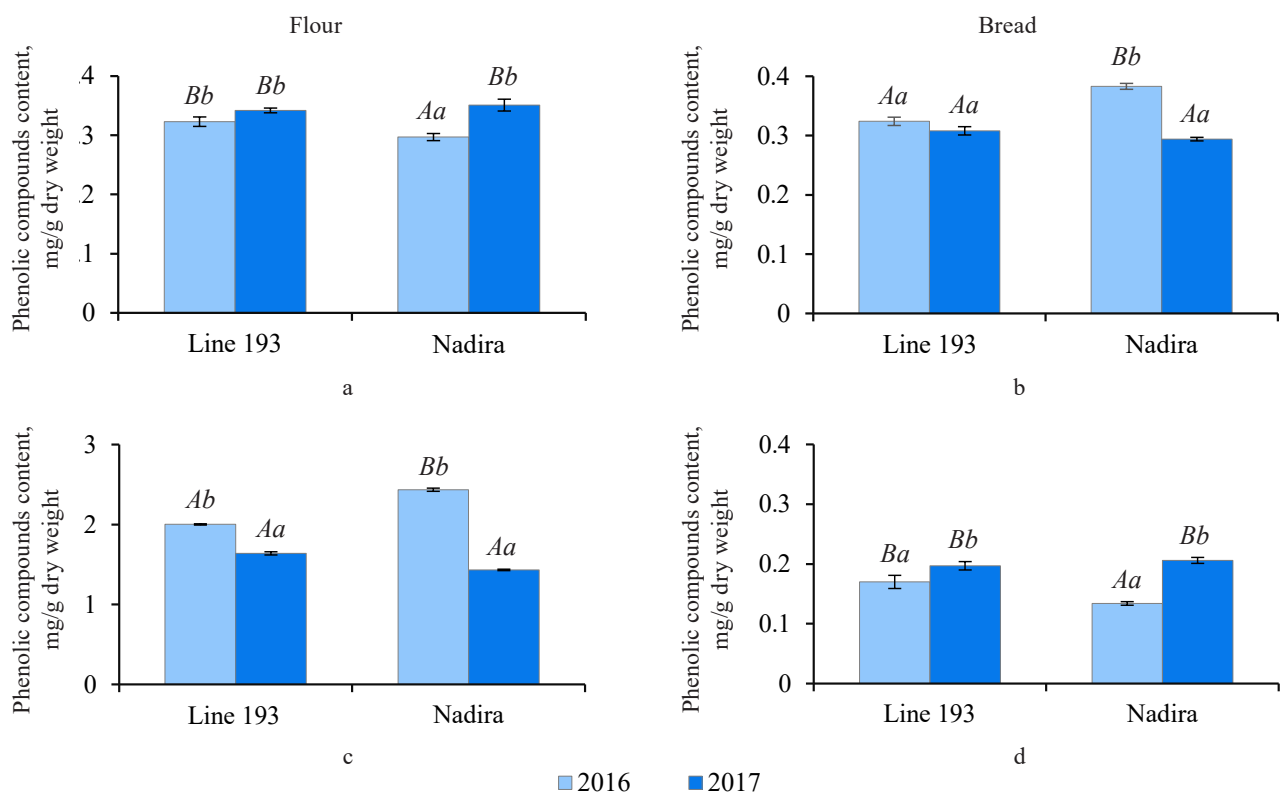 Flour
Phenolic compounds content,
mg/g dry weight
.4
3
2
1
0
Bb
Bb
Aa
Bb
Line 193
Nadira
a
Bread
Phenolic compounds content,
mg/g dry weight
0.4
0.3
0.2
0.1
0
Aa
Aa
Bb
Aa
Line 193
Nadira
b
Phenolic compounds content,
mg/g dry weight
3
2
1
0
Ab
Aa
Bb
Aa
Line 193
Nadira
c
Phenolic compounds content,
mg/g dry weight
0.4
0.3
0.2
0.1
0
Ba
Bb
Aa
Bb
Line 193
Nadira
d
2016
2017